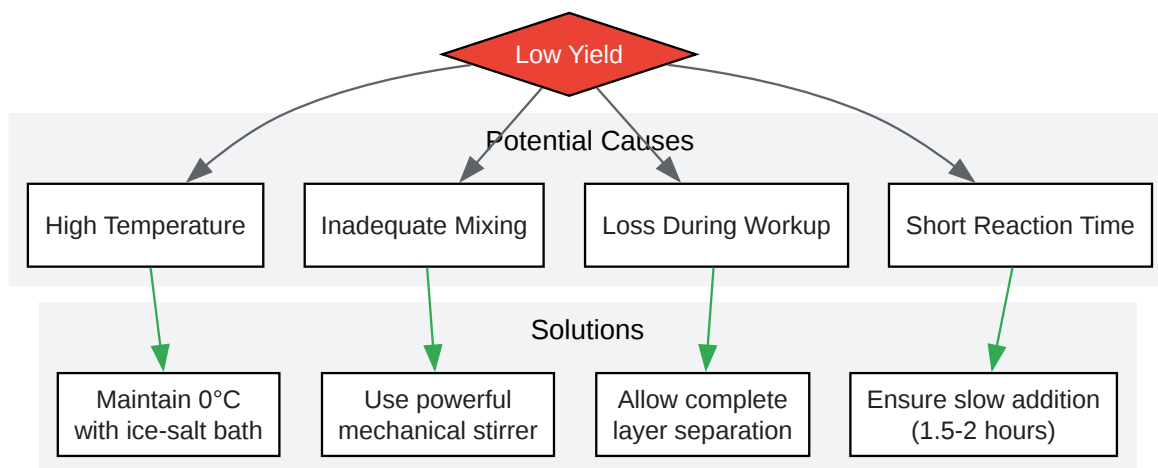 Low Yield
Potential Causes
High Temperature
Inadequate Mixing
Loss During Workup
Short Reaction Time
Solutions
Maintain 0°C
with ice-salt bath
Use powerful
mechanical stirrer
Allow complete
layer separation
Ensure slow addition
(1.5-2 hours)